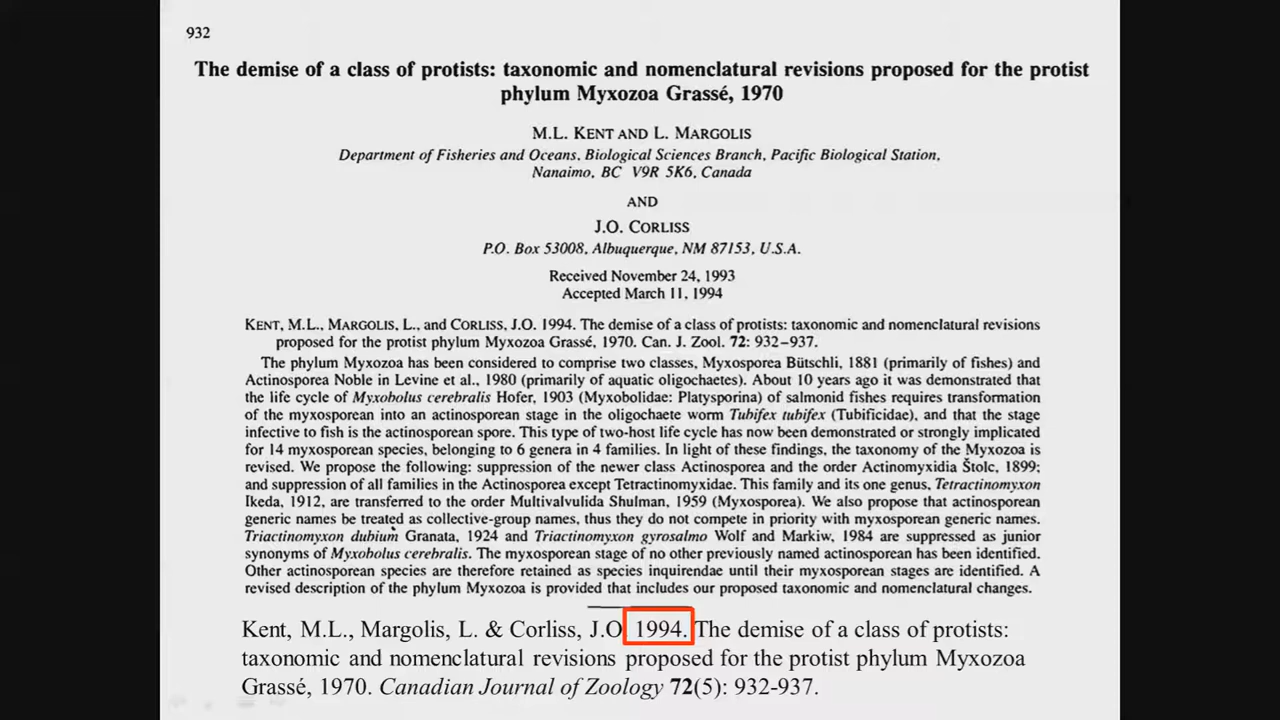 932
The demise of a class of protists: taxonomic and nomenclatural revisions proposed for the protist
phylum Myxozoa Grassé, 1970
M.L. KENT AND L. MARGOLIS
Department of Fisheries and Oceans, Biological Sciences Branch, Pacific Biological Station,
Nanaimo, BC V9R 5K6, Canada
AND
J.O. CORLISS
P.O. Box 53008, Albuquerque, NM 87153, U.S.A.
Received November 24, 1993
Accepted March 11, 1994
KENT, M.L., MARGOLIS, L., and CORLISS, J.O. 1994. The demise of a class of protists: taxonomic and nomenclatural revisions
proposed for the protist phylum Myxozoa Grassé, 1970. Can. J. Zool. 72: 932–937.
The phylum Myxozoa has been considered to comprise two classes, Myxosporea Bütschli, 1881 (primarily of fishes) and
Actinosporea Noble in Levine et al., 1980 (primarily of aquatic oligochaetes). About 10 years ago it was demonstrated that
the life cycle of Myxobolus cerebralis Hofer, 1903 (Myxobolidae: Platysporina) of salmonid fishes requires transformation
of the myxosporean into an actinosporean stage in the oligochaete worm Tubifex tubifex (Tubificidae), and that the stage
infective to fish is the actinosporean spore. This type of two-host life cycle has now been demonstrated or strongly implicated
for 14 myxosporean species, belonging to 6 genera in 4 families. In light of these findings, the taxonomy of the Myxozoa is
revised. We propose the following: suppression of the newer class Actinosporea and the order Actinomyxidia Štolc, 1899;
and suppression of all families in the Actinosporea except Tetractinomyxidae. This family and its one genus, Tetractinomyxon
Ikeda, 1912, are transferred to the order Multivalvulida Shulman, 1959 (Myxosporea). We also propose that actinosporean
generic names be treated as collective-group names, thus they do not compete in priority with myxosporean generic names.
Triactinomyxon dubium Granata, 1924 and Triactinomyxon gyrosalmo Wolf and Markiw, 1984 are suppressed as junior
synonyms of Myxobolus cerebralis. The myxosporean stage of no other previously named actinosporean has been identified.
Other actinosporean species are therefore retained as species inquirendae until their myxosporean stages are identified. A
revised description of the phylum Myxozoa is provided that includes our proposed taxonomic and nomenclatural changes.
Kent, M.L., Margolis, L. & Corliss, J.O 1994. The demise of a class of protists:
taxonomic and nomenclatural revisions proposed for the protist phylum Myxozoa
Grassé, 1970. Canadian Journal of Zoology 72(5): 932-937.